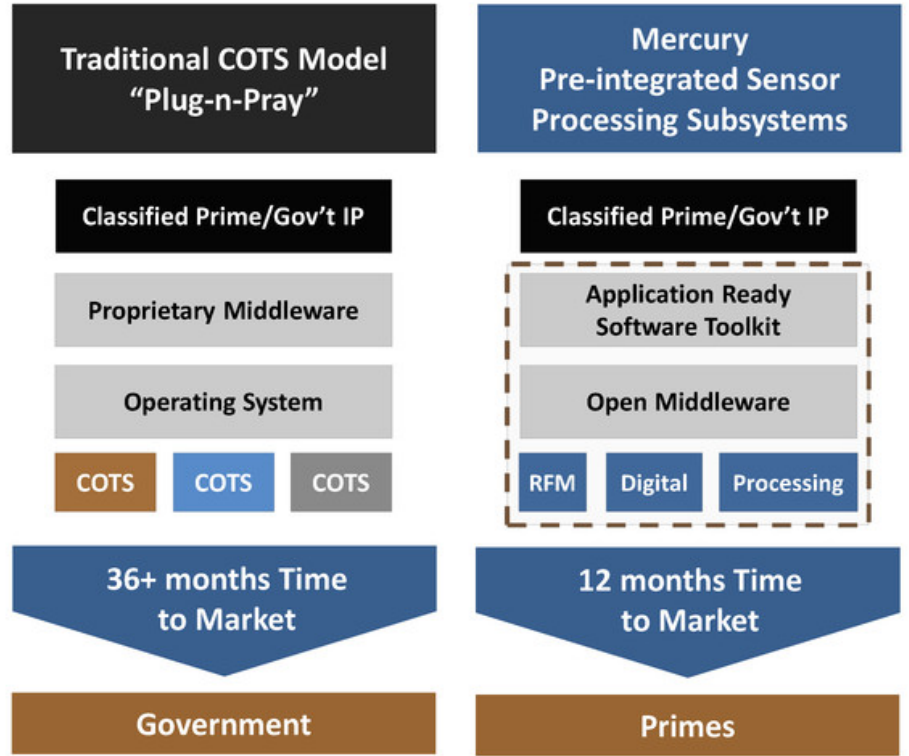 Traditional COTS Model
“Plug-n-Pray”
Classified Prime/Gov’t IP
Proprietary Middleware
Operating System
COTS
COTS
COTS
36+ months Time
to Market
Government
Mercury
Pre-integrated Sensor
Processing Subsystems
Classified Prime/Gov’t IP
Application Ready
Software Toolkit
Open Middleware
RFM
Digital
Processing
12 months Time
to Market
Primes